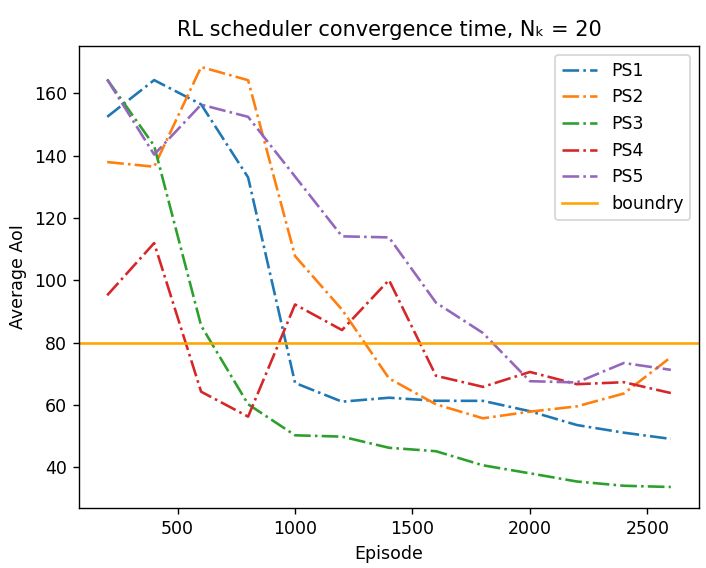 RL scheduler convergence time, Nₖ = 20
PS1
PS2
PS3
PS4
PS5
boundry
160
140
120
100
80
60
40
Average AoI
500
1000
1500
2000
2500
Episode